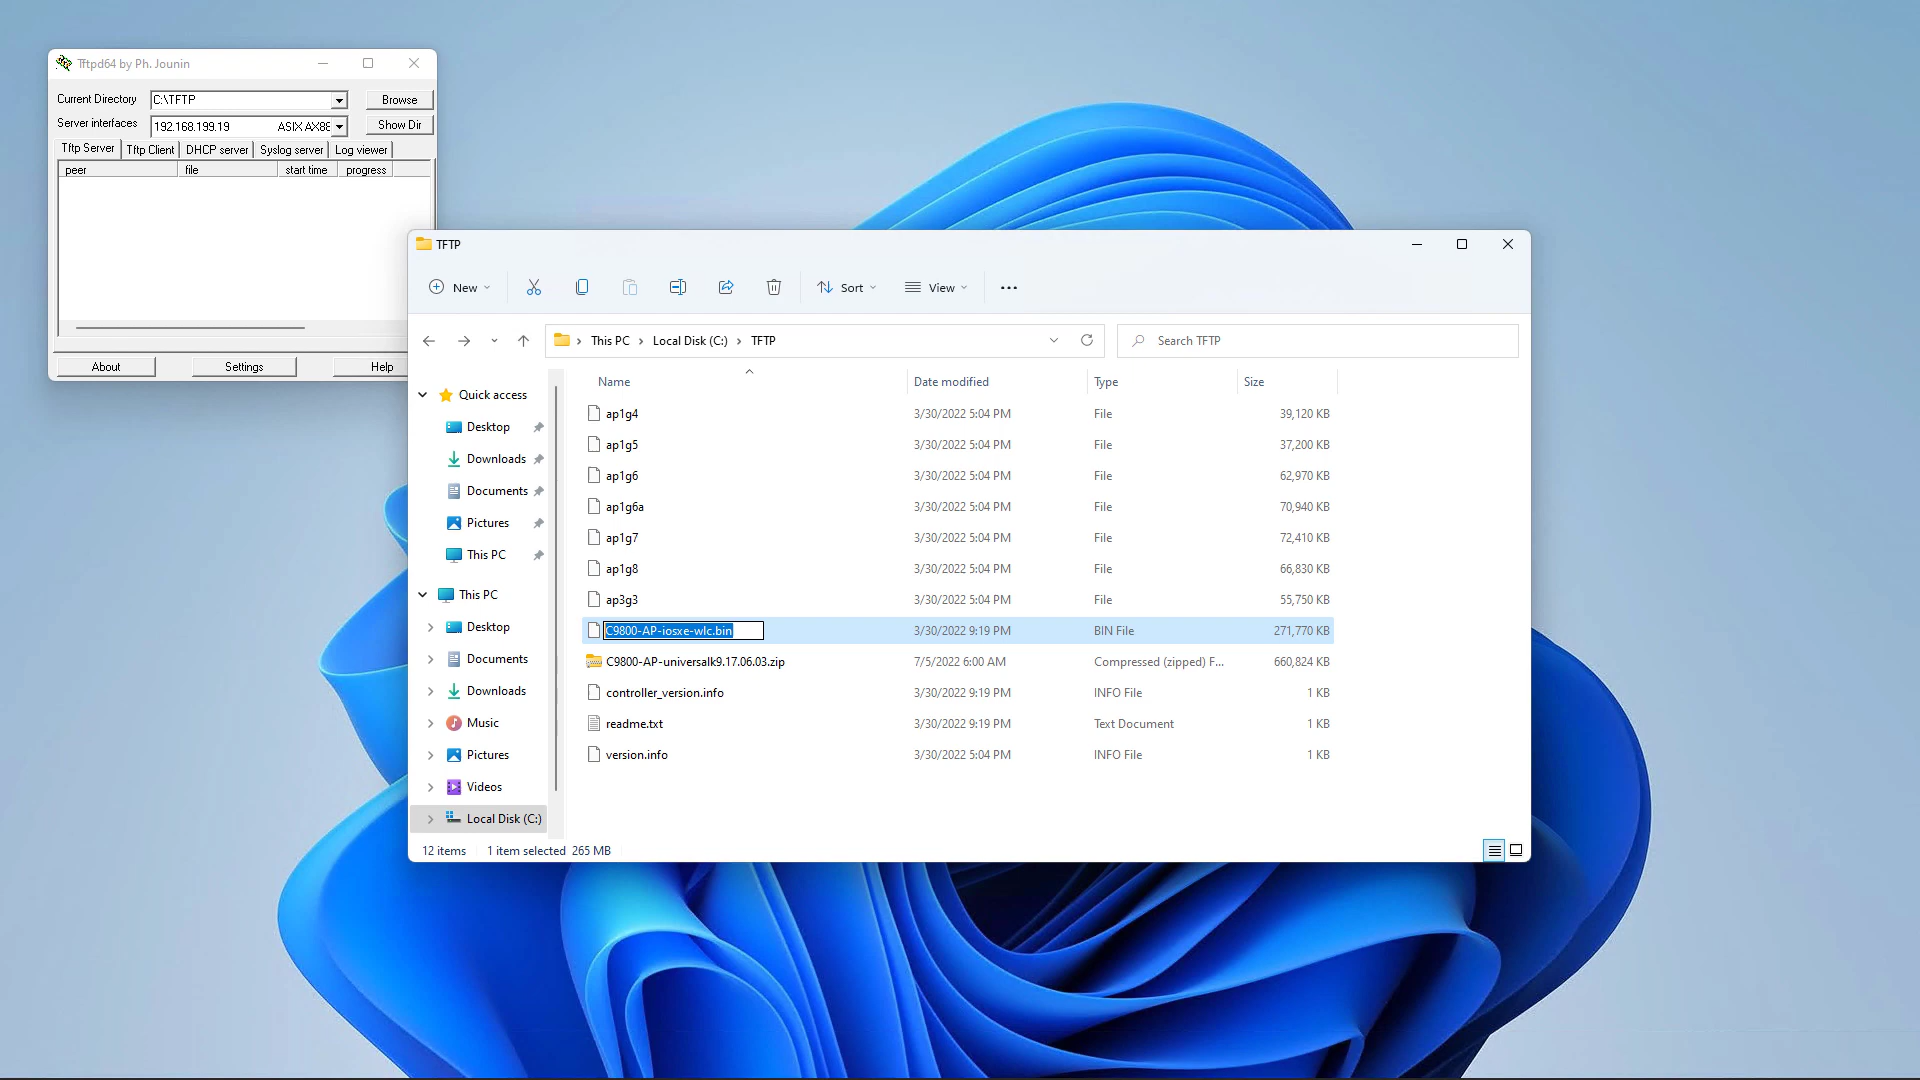 Tftpd64 by Ph. Jounin
Current Directory C:\TFTP Browse
Server interfaces 192.168.199.19 ASIX AX88 Show Dir
Tftp Server Tftp Client DHCP server Syslog server Log viewer
peer file start time progress
About Settings Help
TFTP
New Sort View
This PC Local Disk (C:) TFTP Search TFTP
Quick access
Desktop
Downloads
Documents
Pictures
This PC
This PC
Desktop
Documents
Downloads
Music
Pictures
Videos
Local Disk (C:)
Name Date modified Type Size
ap1g4 3/30/2022 5:04 PM File 39,120 KB
ap1g5 3/30/2022 5:04 PM File 37,200 KB
ap1g6 3/30/2022 5:04 PM File 62,970 KB
ap1g6a 3/30/2022 5:04 PM File 70,940 KB
ap1g7 3/30/2022 5:04 PM File 72,410 KB
ap1g8 3/30/2022 5:04 PM File 66,830 KB
ap3g3 3/30/2022 5:04 PM File 55,750 KB
C9800-AP-iosxe-wlc.bin 3/30/2022 9:19 PM BIN File 271,770 KB
C9800-AP-universalk9.17.06.03.zip 7/5/2022 6:00 AM Compressed (zipped) F... 660,824 KB
controller_version.info 3/30/2022 9:19 PM INFO File 1 KB
readme.txt 3/30/2022 9:19 PM Text Document 1 KB
version.info 3/30/2022 5:04 PM INFO File 1 KB
12 items 1 item selected 265 MB